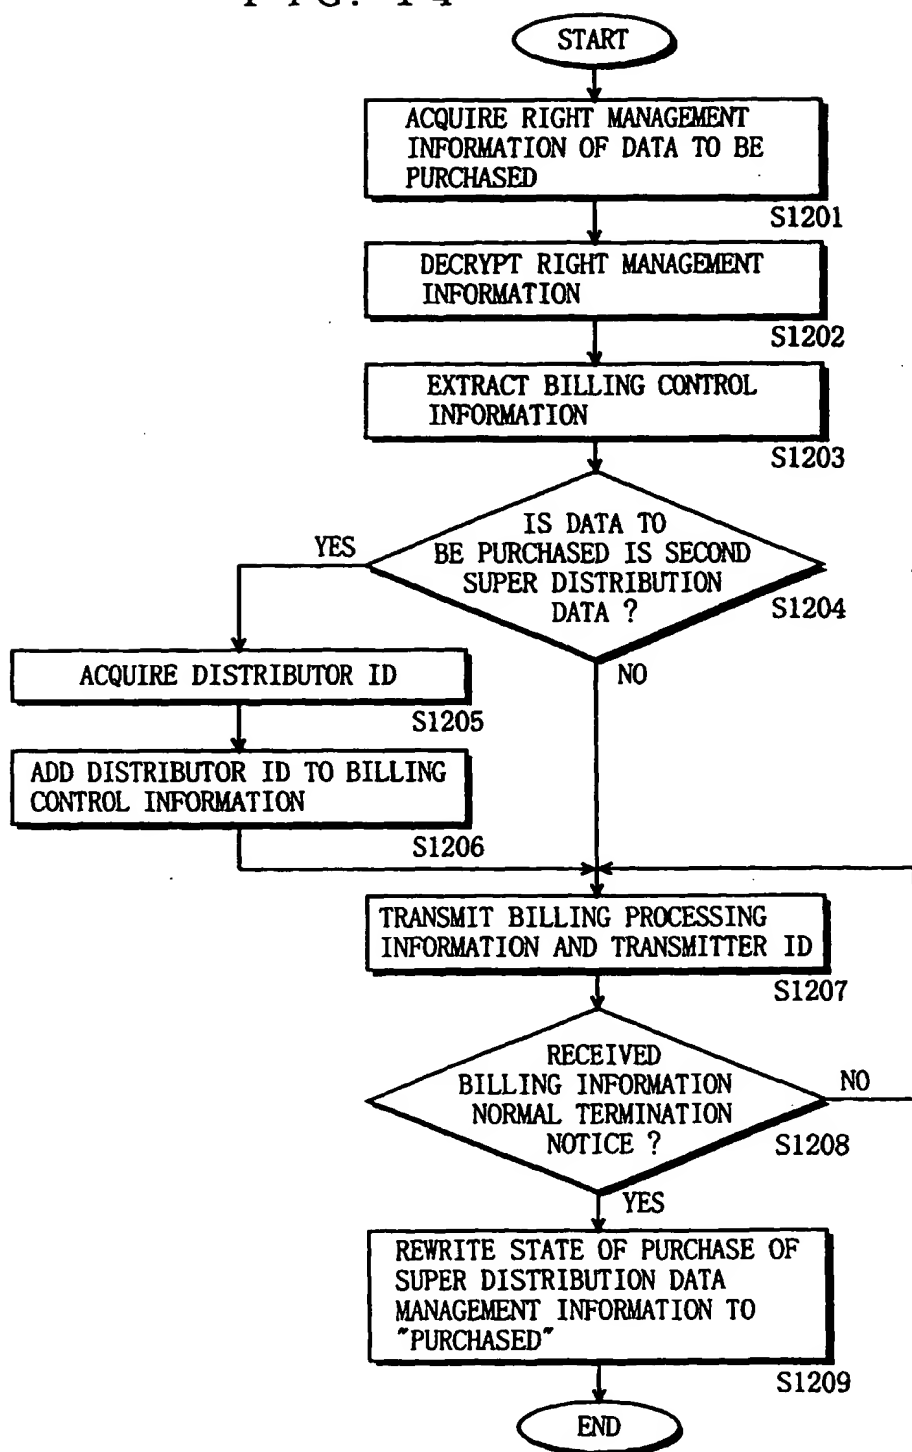 FIG. 14
START
ACQUIRE RIGHT MANAGEMENT
INFORMATION OF DATA TO BE
PURCHASED
S1201
DECRYPT RIGHT MANAGEMENT
INFORMATION
S1202
EXTRACT BILLING CONTROL
INFORMATION
S1203
IS DATA TO
BE PURCHASED IS SECOND
SUPER DISTRIBUTION
DATA ?
S1204
YES
NO
ACQUIRE DISTRIBUTOR ID
S1205
ADD DISTRIBUTOR ID TO BILLING
CONTROL INFORMATION
S1206
TRANSMIT BILLING PROCESSING
INFORMATION AND TRANSMITTER ID
S1207
RECEIVED
BILLING INFORMATION
NORMAL TERMINATION
NOTICE ?
S1208
NO
YES
REWRITE STATE OF PURCHASE OF
SUPER DISTRIBUTION DATA
MANAGEMENT INFORMATION TO
"PURCHASED"
S1209
END